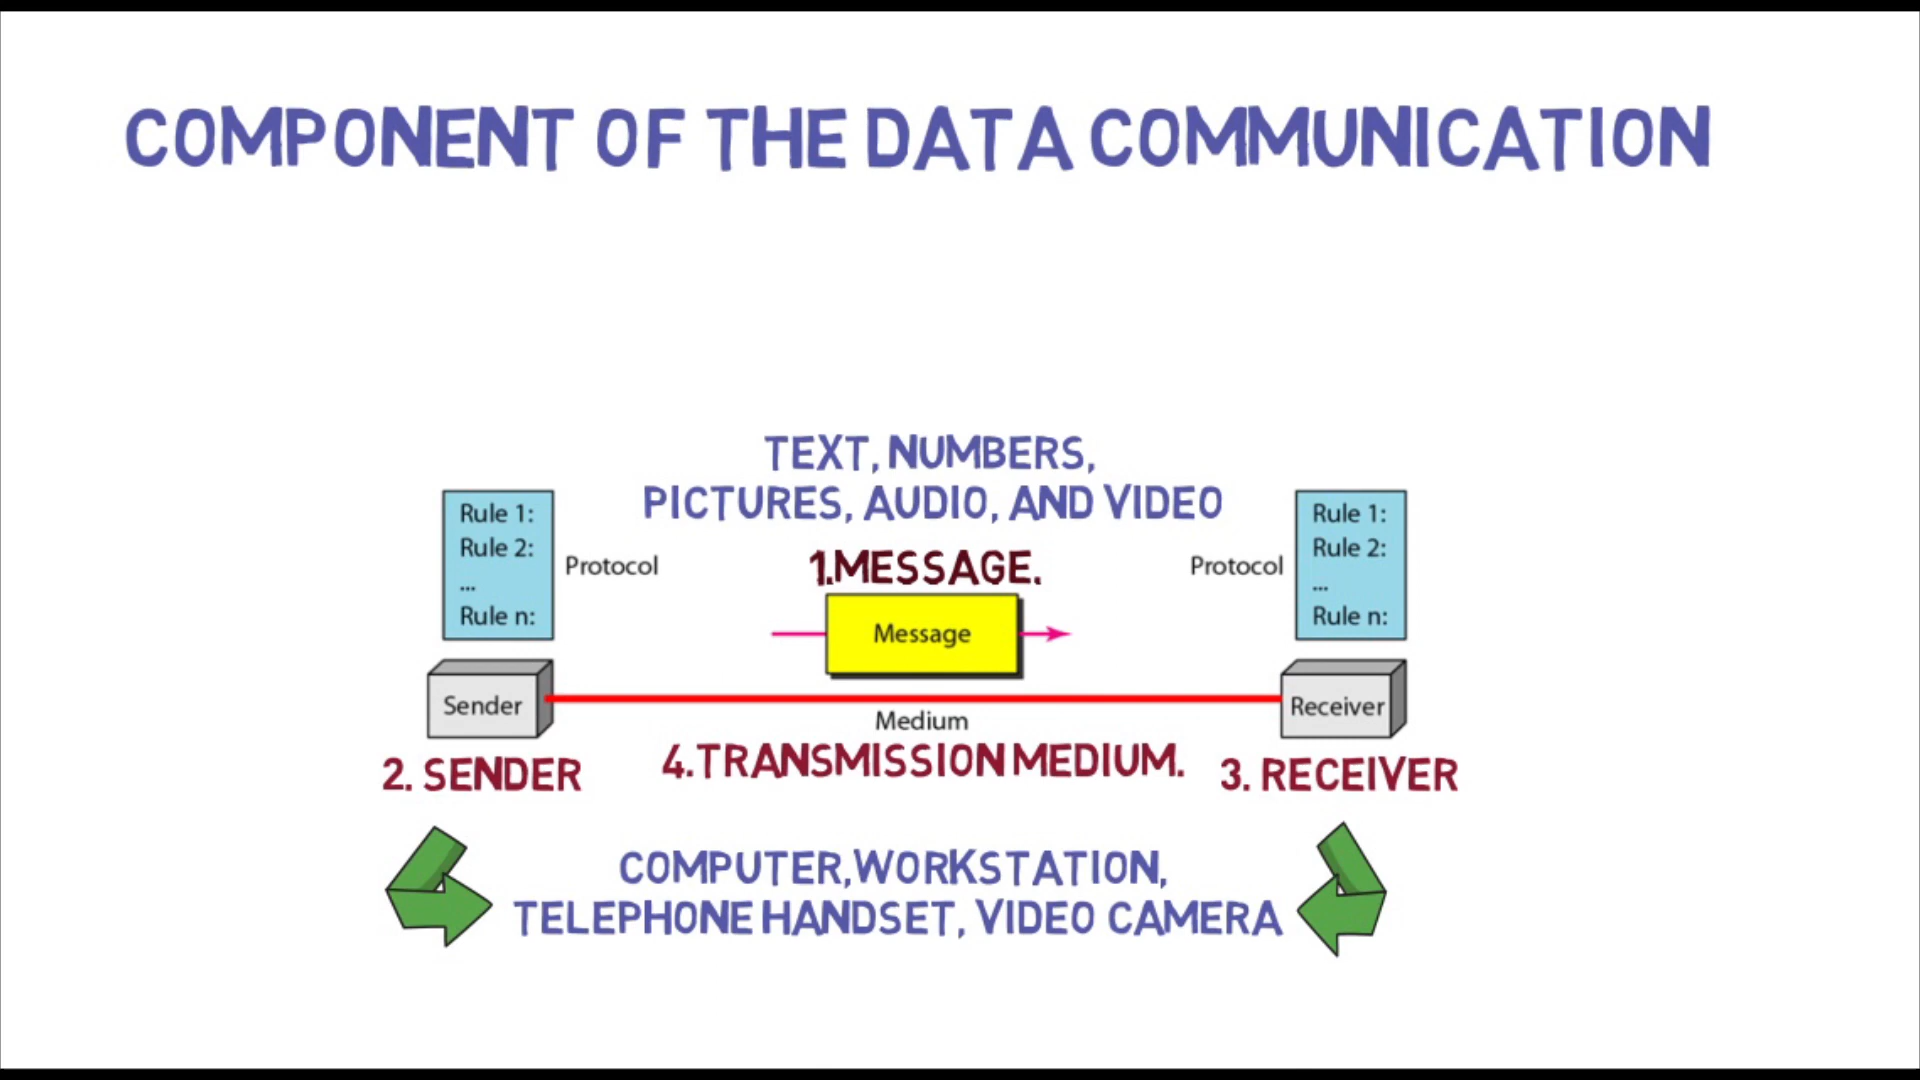 COMPONENT OF THE DATA COMMUNICATION
TEXT, NUMBERS,
PICTURES, AUDIO, AND VIDEO
Rule 1:
Rule 2:
...
Rule n:
Protocol
1.MESSAGE.
Protocol
Rule 1:
Rule 2:
...
Rule n:
Message
Sender
Medium
Receiver
2. SENDER
4.TRANSMISSION MEDIUM.
3. RECEIVER
COMPUTER,WORKSTATION,
TELEPHONE HANDSET, VIDEO CAMERA